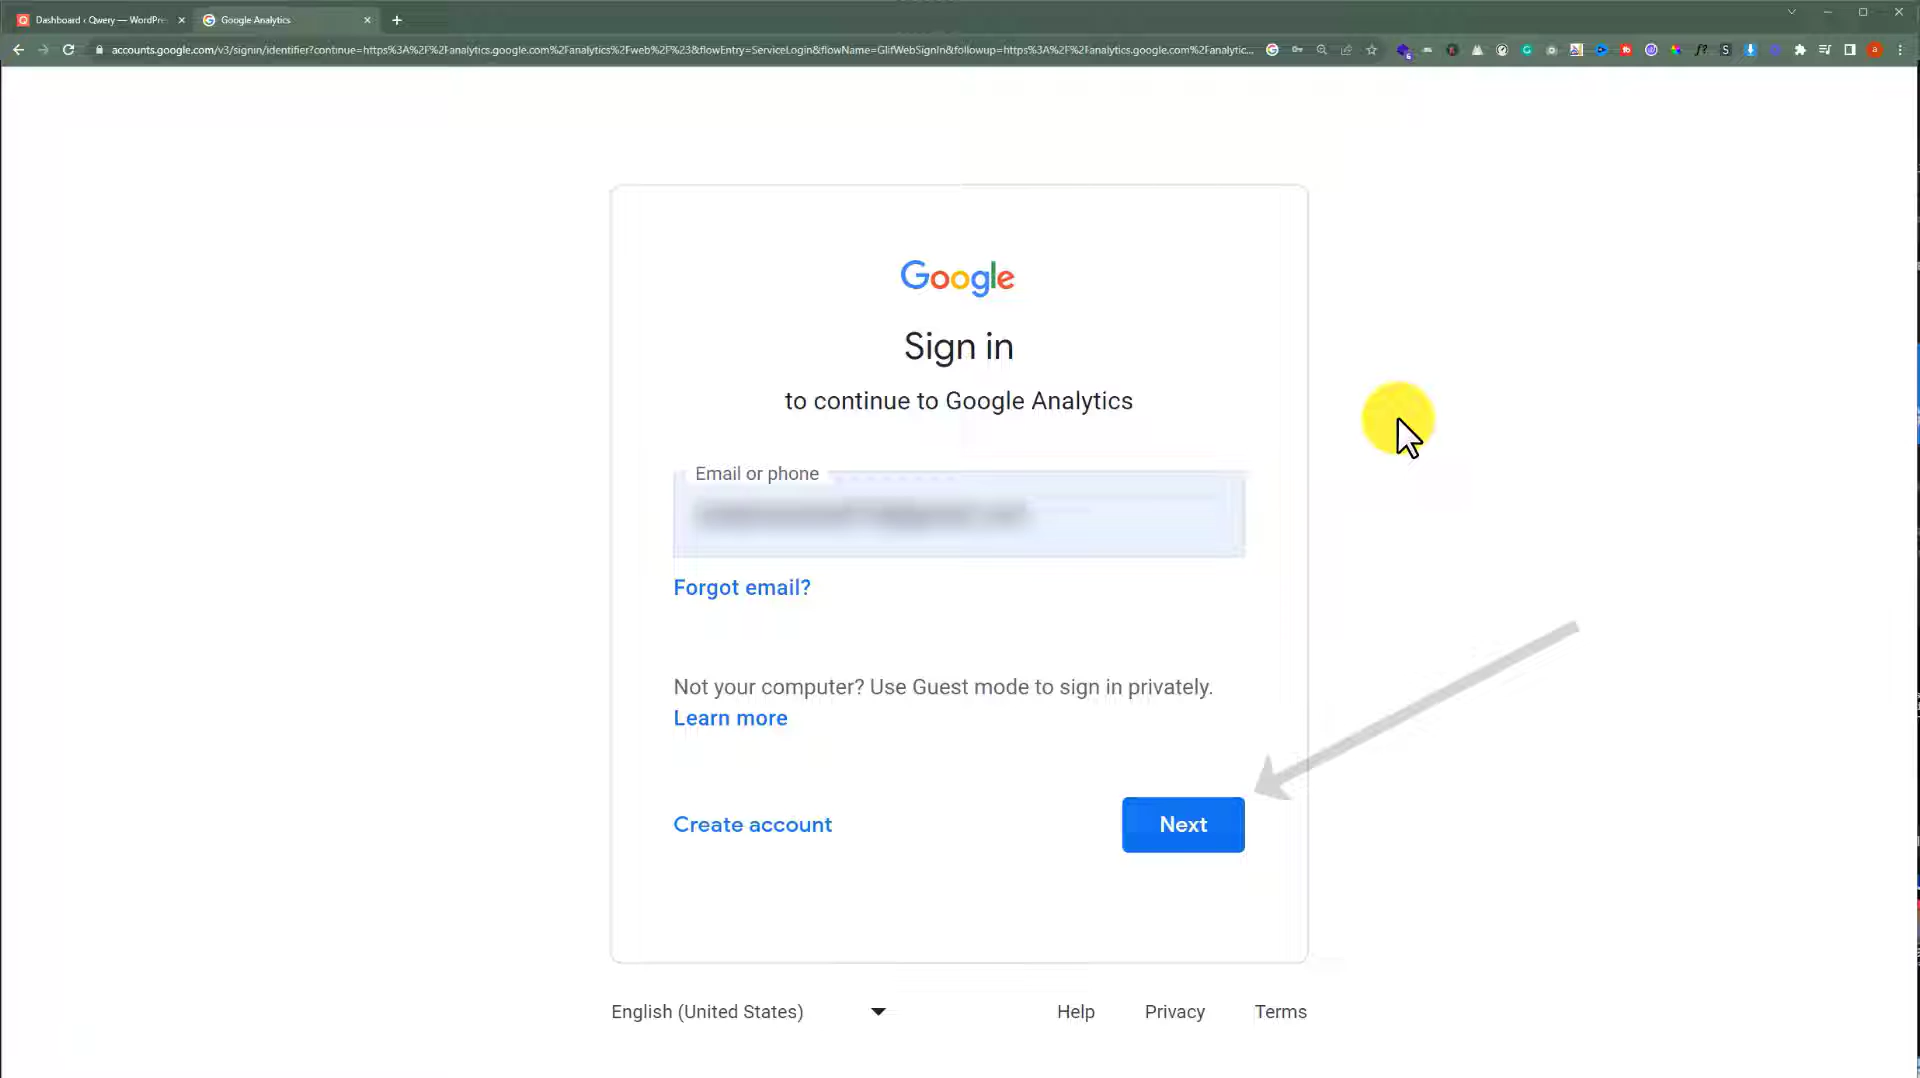 Dashboard ‹ Qwery — WordPre
Google Analytics
accounts.google.com/v3/signin/identifier?continue=https%3A%2F%2Fanalytics.google.com%2Fanalytics%2Fweb%2F%23&flowEntry=ServiceLogin&flowName=GlifWebSignIn&followup=https%3A%2F%2Fanalytics.google.com%2Fanalytic...
Google
Sign in
to continue to Google Analytics
Email or phone
Forgot email?
Not your computer? Use Guest mode to sign in privately.
Learn more
Create account
Next
English (United States)
Help
Privacy
Terms